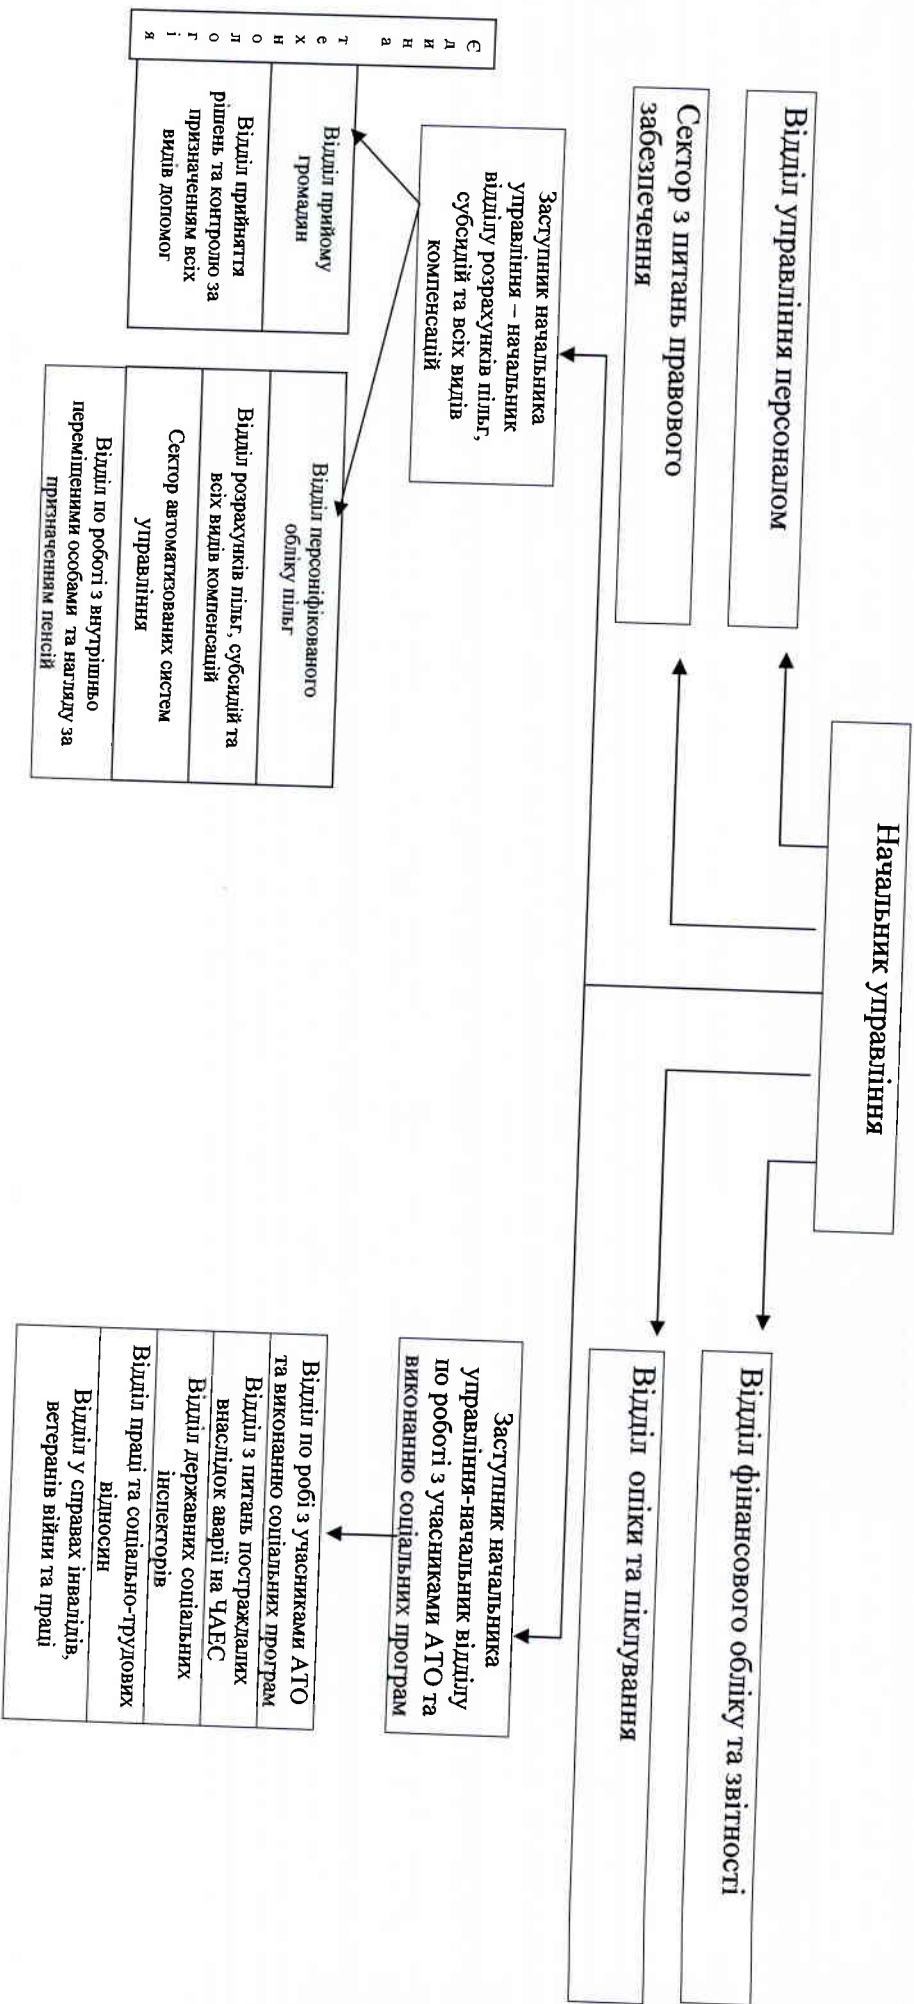 Начальник управління
Відділ управління персоналом
Сектор з питань правового
забезпечення
Відділ фінансового обліку та звітності
Відділ опіки та піклування
Заступник начальника
управління – начальник
відділу розрахунків пільг,
субсидій та всіх видів
компенсацій
Заступник начальника
управління-начальник відділу
по роботі з учасниками АТО та
виконанню соціальних програм
Єдина технологія
Відділ прийому
громадян
Відділ прийняття
рішень та контролю за
призначенням всіх
видів допомог
Відділ персоніфікованого
обліку пільг
Відділ розрахунків пільг, субсидій та
всіх видів компенсацій
Сектор автоматизованих систем
управління
Відділ по роботі з внутрішньо
переміщеними особами та нагляду за
призначенням пенсій
Відділ по робі з учасниками АТО
та виконанню соціальних програм
Відділ з питань постраждалих
внаслідок аварії на ЧАЕС
Відділ державних соціальних
інспекторів
Відділ праці та соціально-трудових
відносин
Відділ у справах інвалідів,
ветеранів війни та праці